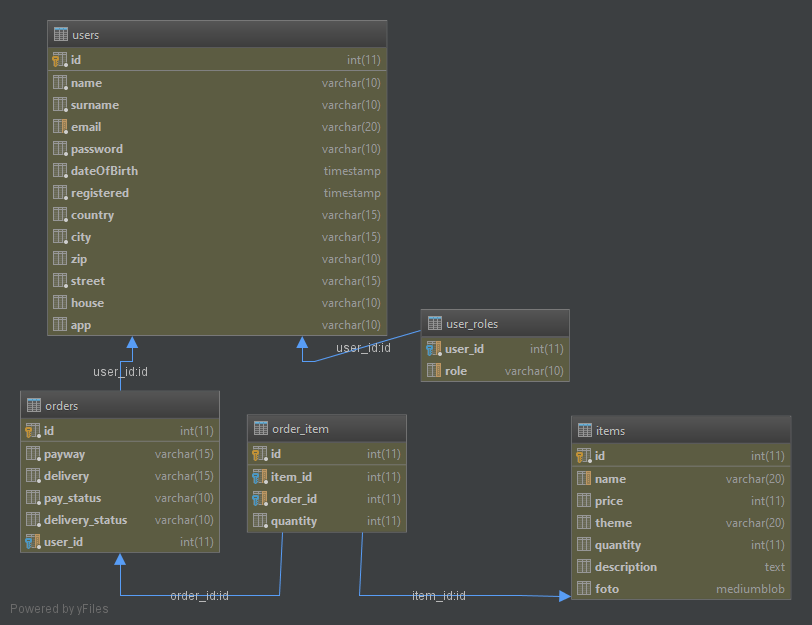 users
id int(11)
name varchar(10)
surname varchar(10)
email varchar(20)
password varchar(10)
dateOfBirth timestamp
registered timestamp
country varchar(15)
city varchar(15)
zip varchar(10)
street varchar(15)
house varchar(10)
app varchar(10)
user_id:id
user_id:id
user_roles
user_id int(11)
role varchar(10)
orders
id int(11)
payway varchar(15)
delivery varchar(15)
pay_status varchar(10)
delivery_status varchar(10)
user_id int(11)
order_item
id int(11)
item_id int(11)
order_id int(11)
quantity int(11)
items
id int(11)
name varchar(20)
price int(11)
theme varchar(20)
quantity int(11)
description text
foto mediumblob
order_id:id
item_id:id
Powered by yFiles